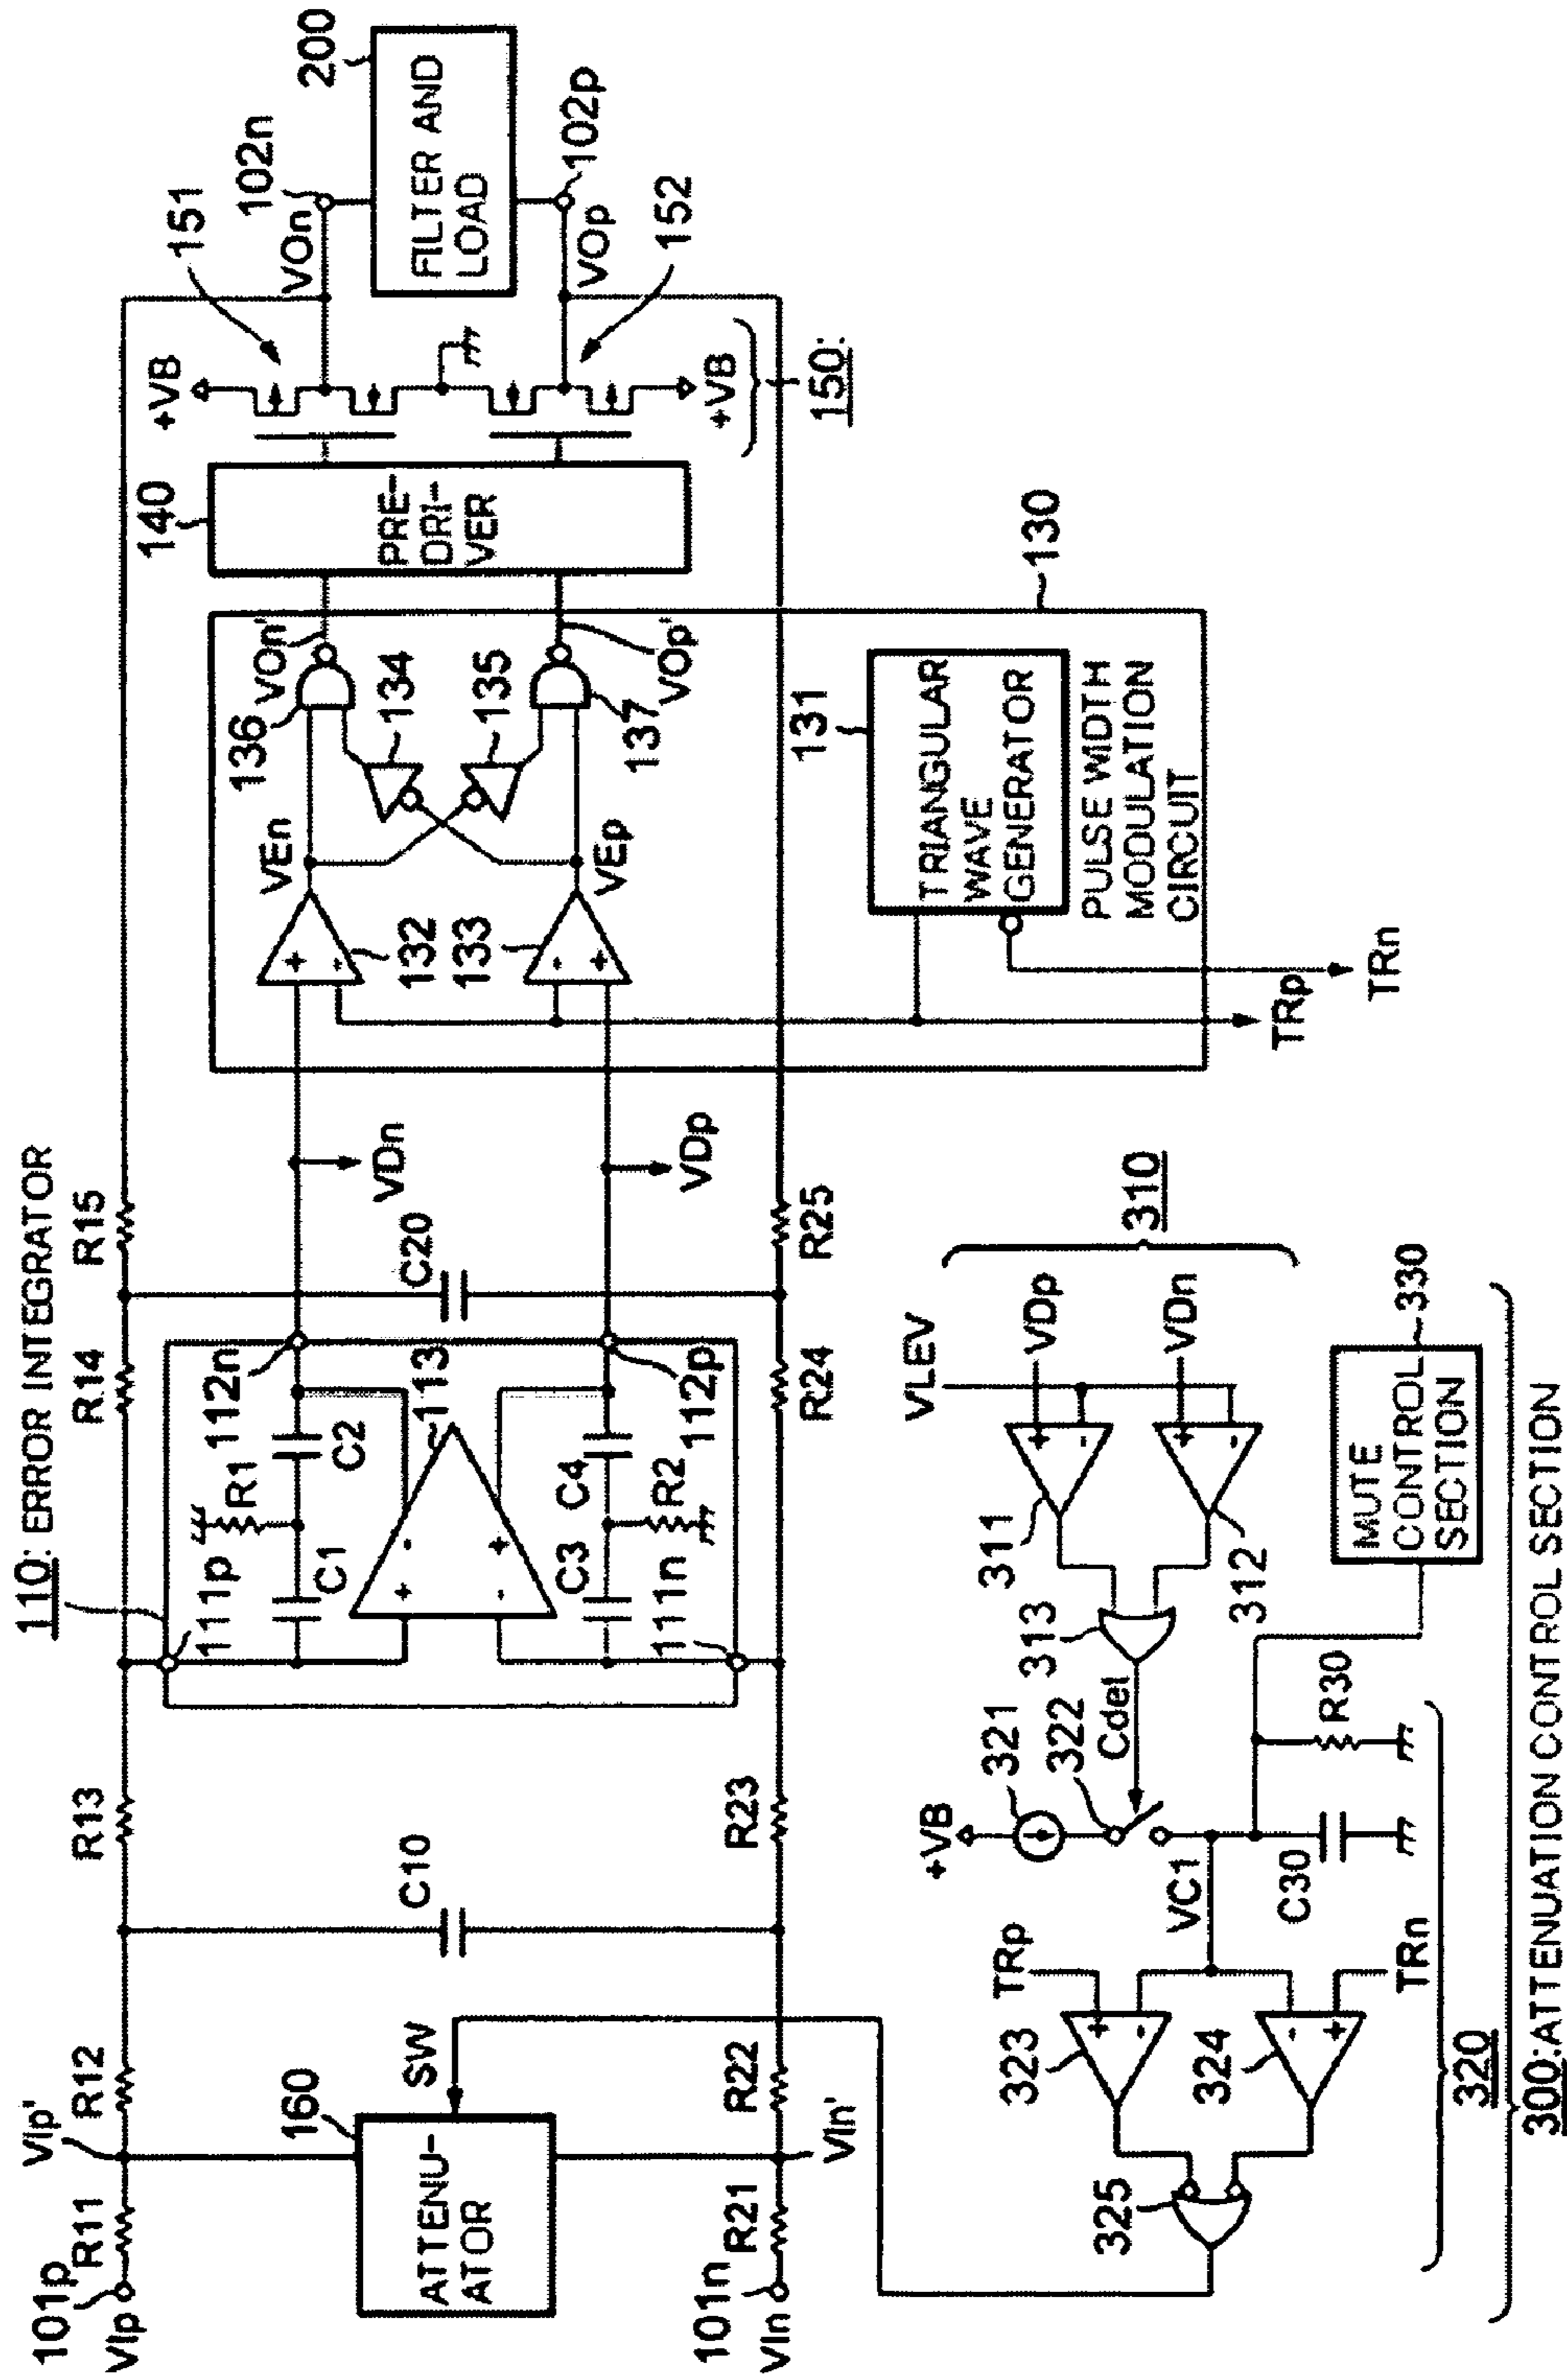 110: ERROR INTEGRATOR
101p
VIp
R11
VIp'
R12
R13
R14
R15
160
ATTENU-
ATOR
SW
C10
111p
R1
112n
C1
C2
113
C3
C4
R2
111n
112p
C20
VDn
VDp
101n
VIn
R21
VIn'
R22
R23
R24
R25
VEn
136
VOn'
132
133
134
135
VEp
137
VOp'
140
PRE-
DRI-
VER
+VB
151
VOn
102n
200
FILTER AND
LOAD
VOp
102p
152
+VB
150:
131
TRIANGULAR
WAVE
GENERATOR
PULSE WIDTH
MODULATION
CIRCUIT
130
TRp
TRn
325
323
324
TRp
TRn
VC1
+VB
321
322
Cdet
C30
R30
313
311
312
VLEV
VDp
VDn
310
MUTE
CONTROL
SECTION
330
320
300:ATTENUATION CONTROL SECTION